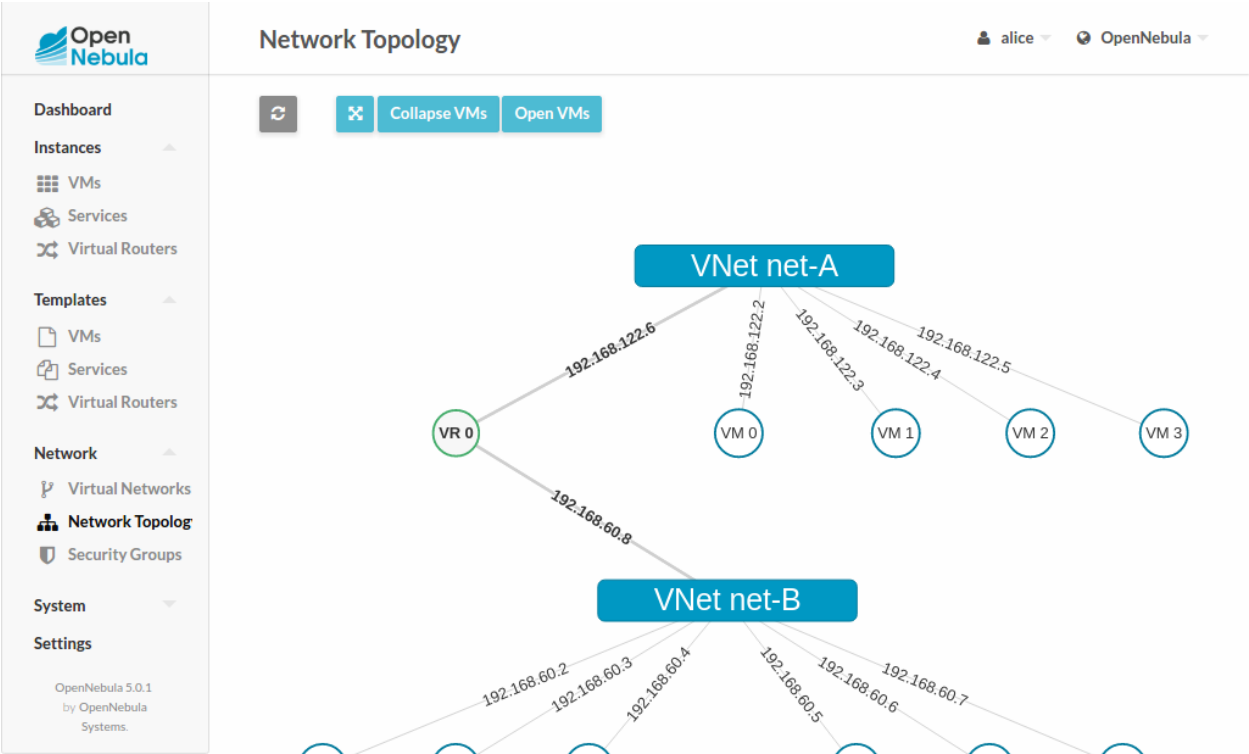 Open
Nebula
Network Topology
alice
OpenNebula
Dashboard
Instances
VMs
Services
Virtual Routers
Templates
VMs
Services
Virtual Routers
Network
Virtual Networks
Network Topolog
Security Groups
System
Settings
OpenNebula 5.0.1
by OpenNebula
Systems.
Collapse VMs
Open VMs
VNet net-A
192.168.122.6
192.168.122.2
192.168.122.3
192.168.122.4
192.168.122.5
VR 0
VM 0
VM 1
VM 2
VM 3
192.168.60.8
VNet net-B
192.168.60.2
192.168.60.3
192.168.60.4
192.168.60.5
192.168.60.6
192.168.60.7